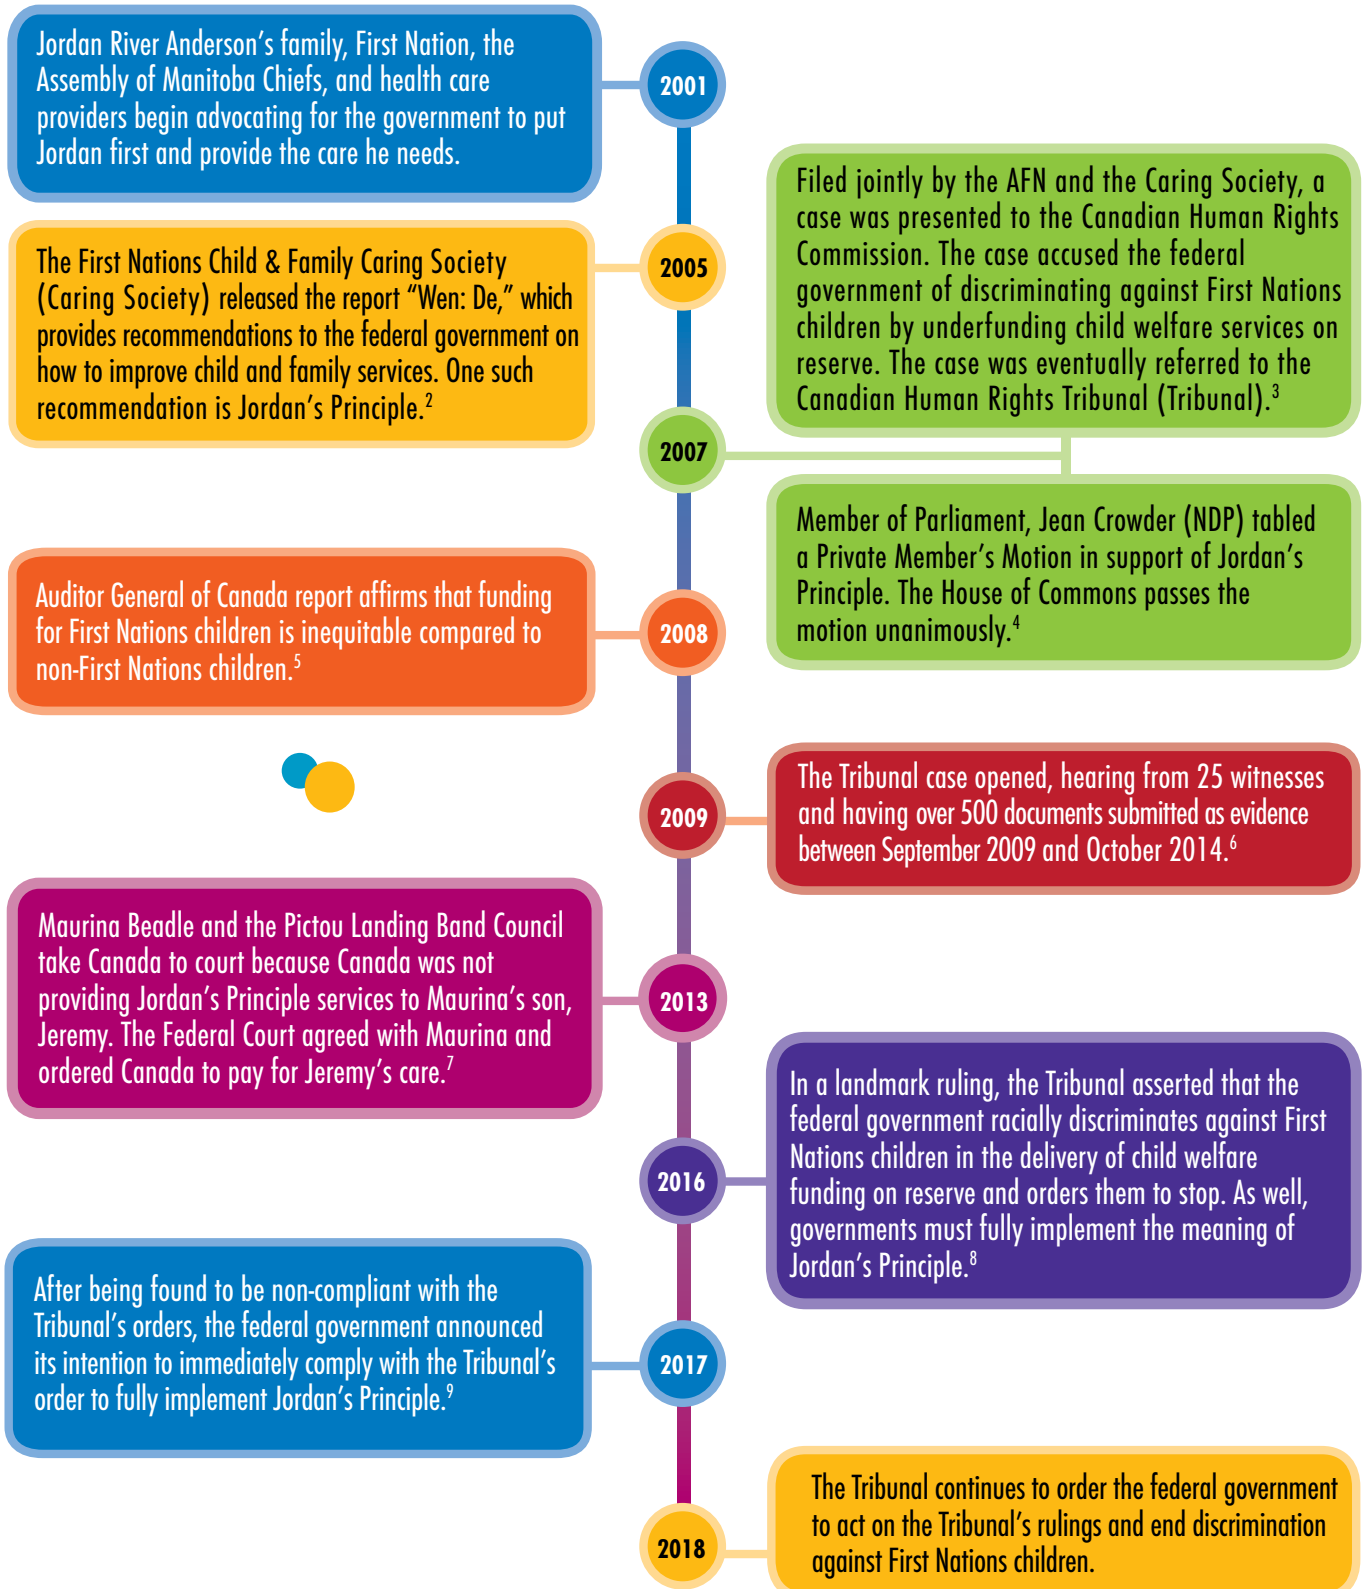 Jordan River Anderson’s family, First Nation, the
Assembly of Manitoba Chiefs, and health care
providers begin advocating for the government to put
Jordan first and provide the care he needs.
2001
The First Nations Child & Family Caring Society
(Caring Society) released the report “Wen: De,” which
provides recommendations to the federal government on
how to improve child and family services. One such
recommendation is Jordan’s Principle.2
2005
Filed jointly by the AFN and the Caring Society, a
case was presented to the Canadian Human Rights
Commission. The case accused the federal
government of discriminating against First Nations
children by underfunding child welfare services on
reserve. The case was eventually referred to the
Canadian Human Rights Tribunal (Tribunal).3
2007
Member of Parliament, Jean Crowder (NDP) tabled
a Private Member’s Motion in support of Jordan’s
Principle. The House of Commons passes the
motion unanimously.4
Auditor General of Canada report affirms that funding
for First Nations children is inequitable compared to
non-First Nations children.5
2008
2009
The Tribunal case opened, hearing from 25 witnesses
and having over 500 documents submitted as evidence
between September 2009 and October 2014.6
Maurina Beadle and the Pictou Landing Band Council
take Canada to court because Canada was not
providing Jordan’s Principle services to Maurina’s son,
Jeremy. The Federal Court agreed with Maurina and
ordered Canada to pay for Jeremy’s care.7
2013
2016
In a landmark ruling, the Tribunal asserted that the
federal government racially discriminates against First
Nations children in the delivery of child welfare
funding on reserve and orders them to stop. As well,
governments must fully implement the meaning of
Jordan’s Principle.8
After being found to be non-compliant with the
Tribunal’s orders, the federal government announced
its intention to immediately comply with the Tribunal’s
order to fully implement Jordan’s Principle.9
2017
2018
The Tribunal continues to order the federal government
to act on the Tribunal’s rulings and end discrimination
against First Nations children.